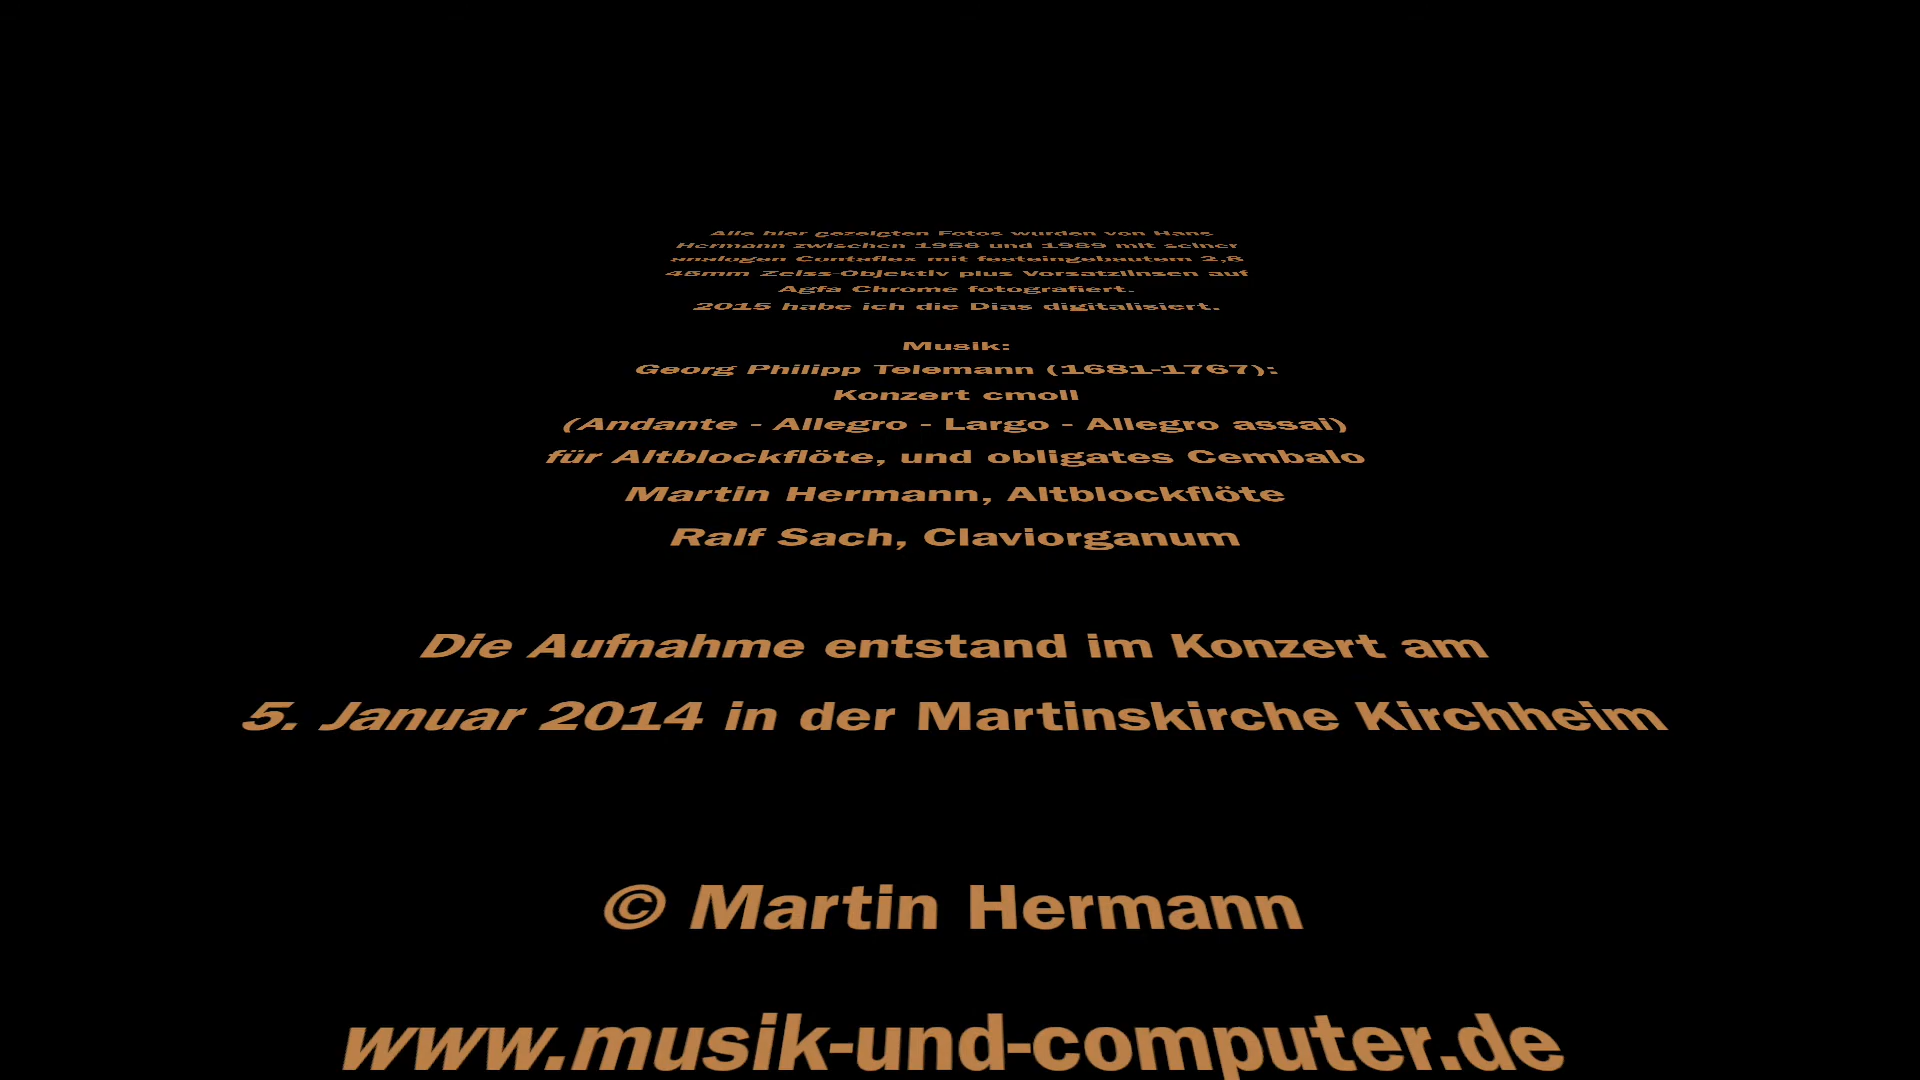 Alle hier gezeigten Fotos wurden von Hans
Hermann zwischen 1958 und 1989 mit seiner
analogen Contaflex mit festeingebautem 2,8
45mm Zeiss-Objektiv plus Vorsatzlinsen auf
Agfa Chrome fotografiert.
2015 habe ich die Dias digitalisiert.
Musik:
Georg Philipp Telemann (1681-1767):
Konzert cmoll
(Andante - Allegro - Largo - Allegro assai)
für Altblockflöte, und obligates Cembalo
Martin Hermann, Altblockflöte
Ralf Sach, Claviorganum
Die Aufnahme entstand im Konzert am
5. Januar 2014 in der Martinskirche Kirchheim
© Martin Hermann
www.musik-und-computer.de